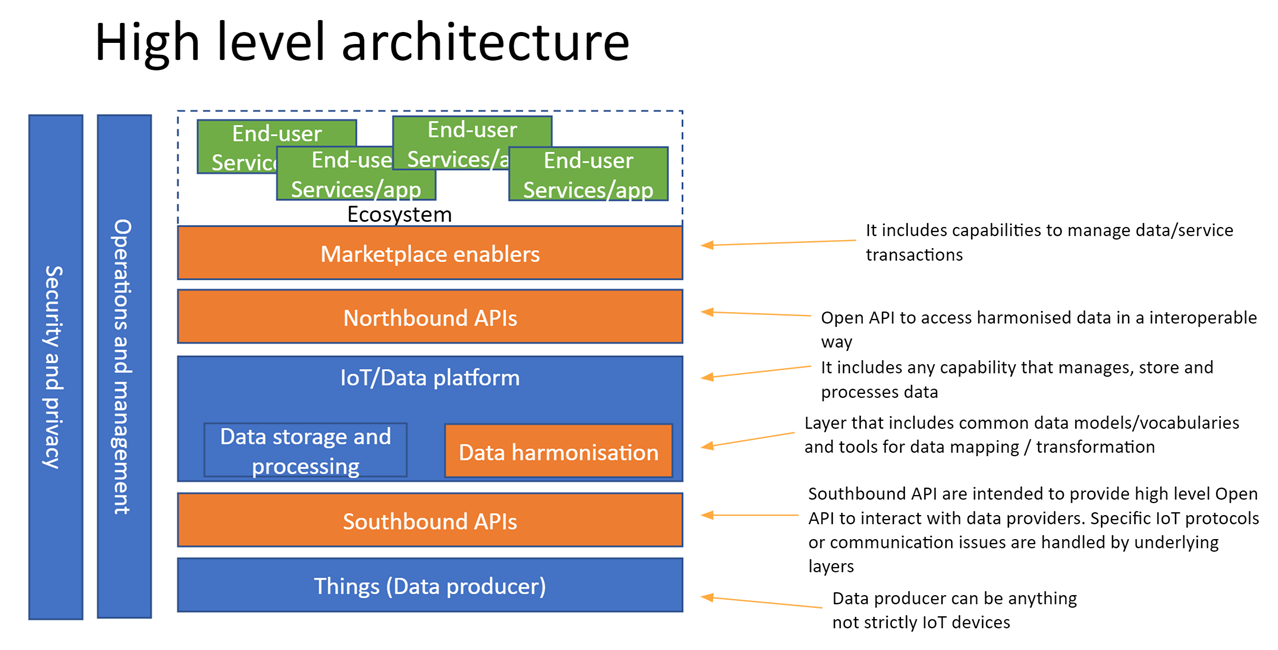 High level architecture
Security and privacy
Operations and management
End-user
Servic
End-use
Services/app
End-user
Services/a
End-user
Services/app
Ecosystem
Marketplace enablers
It includes capabilities to manage data/service
transactions
Northbound APIs
Open API to access harmonised data in a interoperable
way
IoT/Data platform
It includes any capability that manages, store and
processes data
Data storage and
processing
Data harmonisation
Layer that includes common data models/vocabularies
and tools for data mapping / transformation
Southbound APIs
Southbound API are intended to provide high level Open
API to interact with data providers. Specific IoT protocols
or communication issues are handled by underlying
layers
Things (Data producer)
Data producer can be anything
not strictly IoT devices